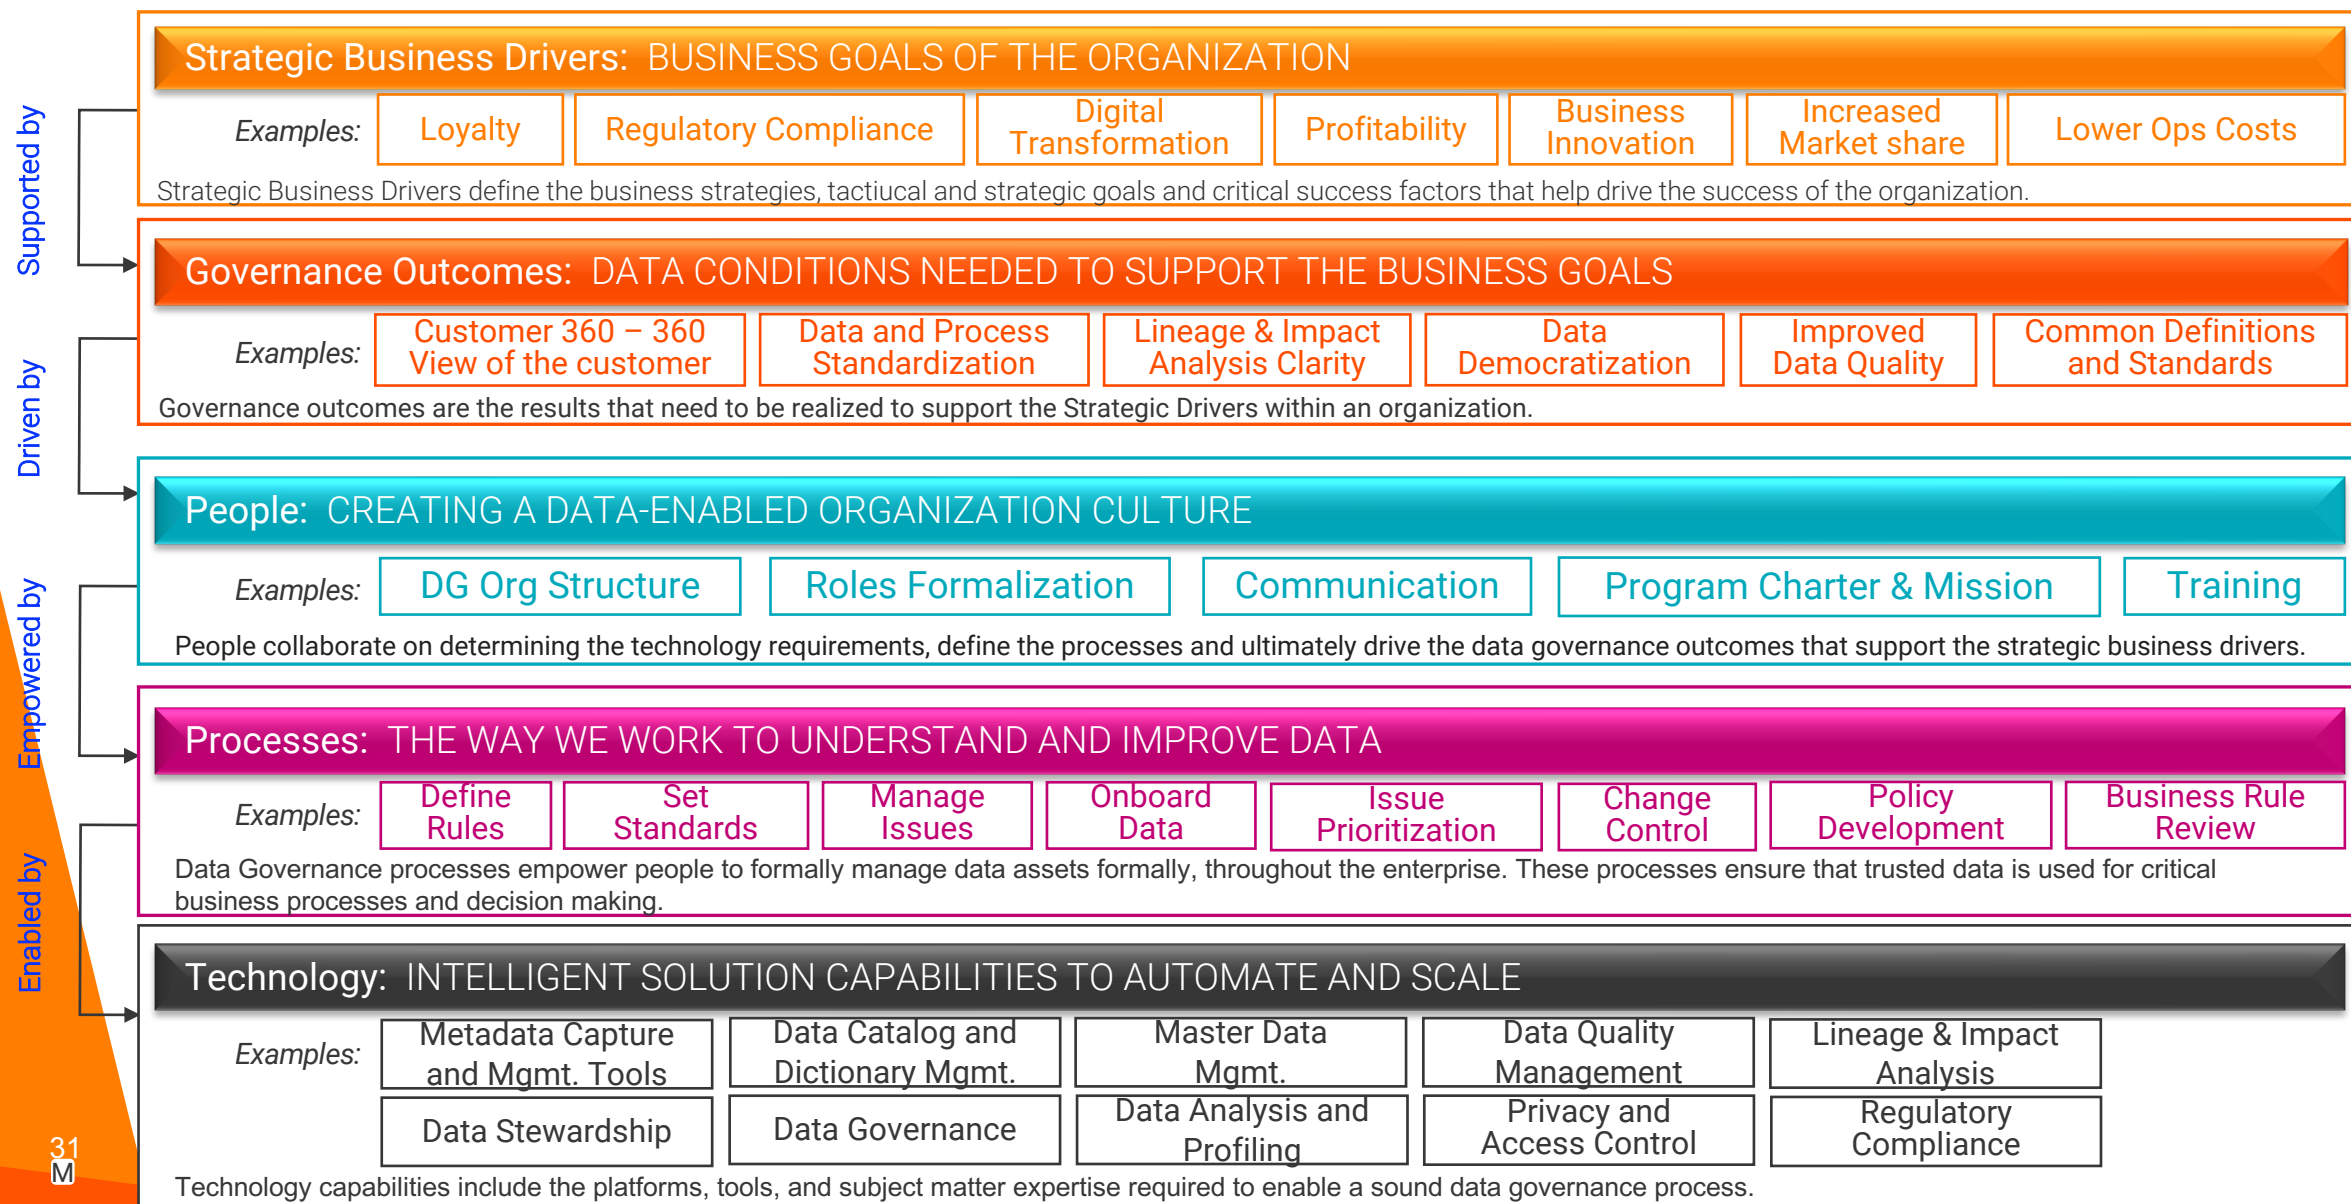 Strategic Business Drivers: BUSINESS GOALS OF THE ORGANIZATION
Supported by
Examples:
Loyalty
Regulatory Compliance
Digital
Transformation
Profitability
Business
Innovation
Increased
Market share
Lower Ops Costs
Strategic Business Drivers define the business strategies, tactiucal and strategic goals and critical success factors that help drive the success of the organization.
Governance Outcomes: DATA CONDITIONS NEEDED TO SUPPORT THE BUSINESS GOALS
Driven by
Examples:
Customer 360 – 360
View of the customer
Data and Process
Standardization
Lineage & Impact
Analysis Clarity
Data
Democratization
Improved
Data Quality
Common Definitions
and Standards
Governance outcomes are the results that need to be realized to support the Strategic Drivers within an organization.
People: CREATING A DATA-ENABLED ORGANIZATION CULTURE
Empowered by
Examples:
DG Org Structure
Roles Formalization
Communication
Program Charter & Mission
Training
People collaborate on determining the technology requirements, define the processes and ultimately drive the data governance outcomes that support the strategic business drivers.
Processes: THE WAY WE WORK TO UNDERSTAND AND IMPROVE DATA
Enabled by
Examples:
Define
Rules
Set
Standards
Manage
Issues
Onboard
Data
Issue
Prioritization
Change
Control
Policy
Development
Business Rule
Review
Data Governance processes empower people to formally manage data assets formally, throughout the enterprise. These processes ensure that trusted data is used for critical
business processes and decision making.
Technology: INTELLIGENT SOLUTION CAPABILITIES TO AUTOMATE AND SCALE
Examples:
Metadata Capture
and Mgmt. Tools
Data Catalog and
Dictionary Mgmt.
Master Data
Mgmt.
Data Quality
Management
Lineage & Impact
Analysis
Data Stewardship
Data Governance
Data Analysis and
Profiling
Privacy and
Access Control
Regulatory
Compliance
Technology capabilities include the platforms, tools, and subject matter expertise required to enable a sound data governance process.
31
M